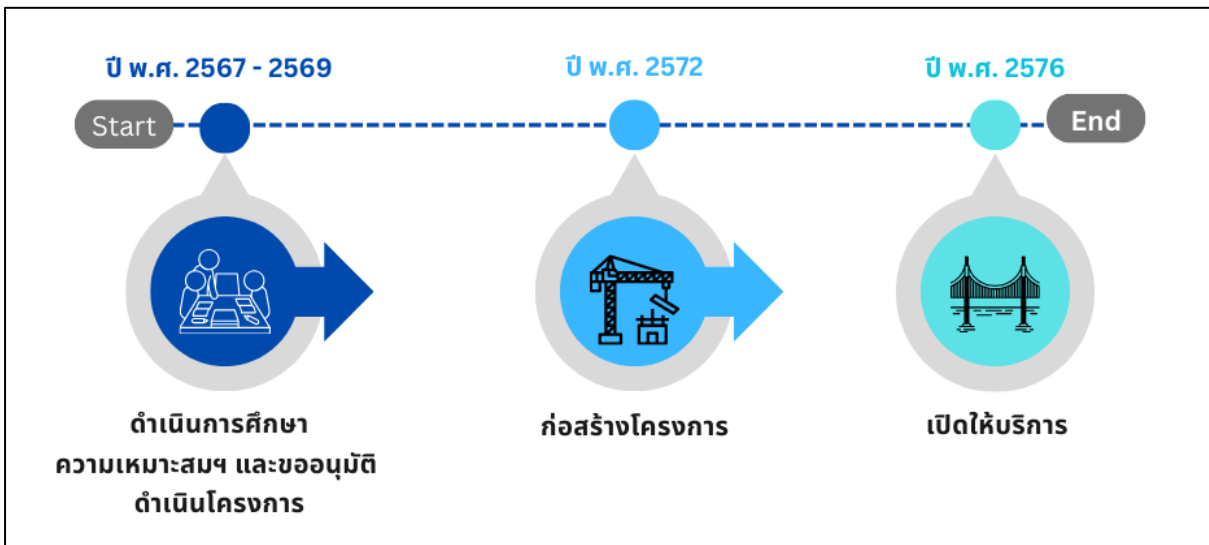 ปี พ.ศ. 2567 - 2569
ปี พ.ศ. 2572
ปี พ.ศ. 2576
Start
End
ดำเนินการศึกษา
ความเหมาะสมฯ และขออนุมัติ
ดำเนินโครงการ
ก่อสร้างโครงการ
เปิดให้บริการ